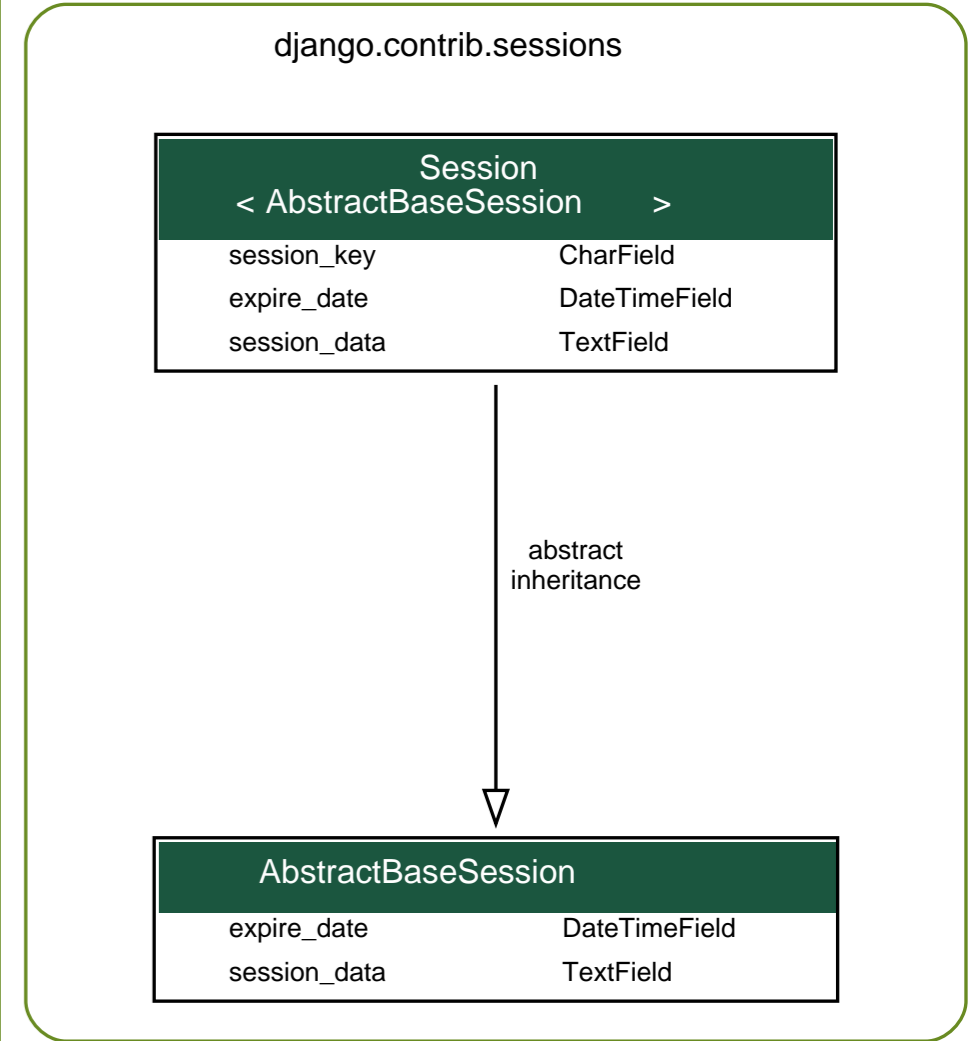 django.contrib.sessions
Session
< AbstractBaseSession >
session_key CharField
expire_date DateTimeField
session_data TextField
abstract
inheritance
AbstractBaseSession
expire_date DateTimeField
session_data TextField